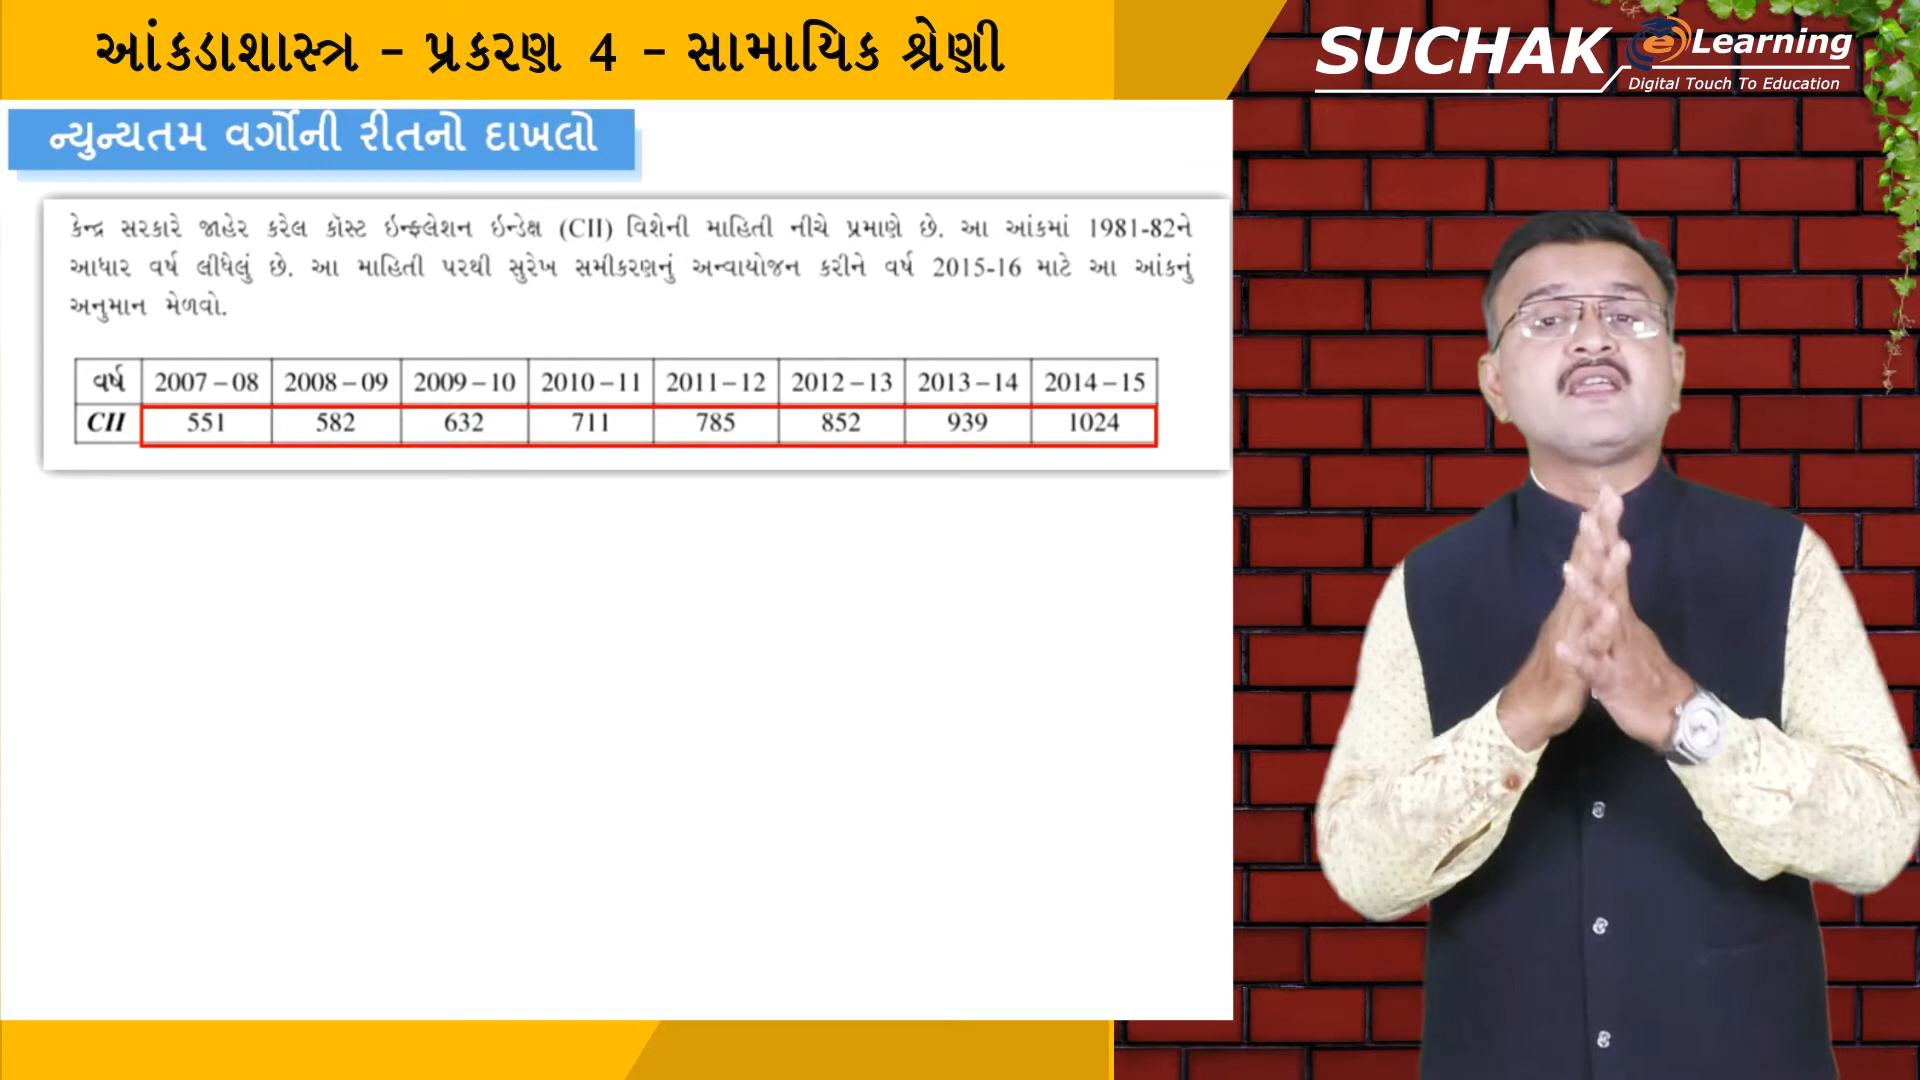 આંકડાશાસ્ત્ર - પ્રકરણ 4 - સામાયિક શ્રેણી
SUCHAK eLearning
Digital Touch To Education
ન્યુન્યતમ વર્ગોની રીતનો દાખલો
કેન્દ્ર સરકારે જાહેર કરેલ કૉસ્ટ ઇન્ફ્લેશન ઇન્ડેક્ષ (CII) વિશેની માહિતી નીચે પ્રમાણે છે. આ આંકમાં 1981-82ને
આધાર વર્ષ લીધેલું છે. આ માહિતી પરથી સુરેખ સમીકરણનું અન્વાયોજન કરીને વર્ષ 2015-16 માટે આ આંકનું
અનુમાન મેળવો.
વર્ષ 2007 – 08 2008 – 09 2009 – 10 2010 – 11 2011 – 12 2012 – 13 2013 – 14 2014 – 15
CII 551 582 632 711 785 852 939 1024